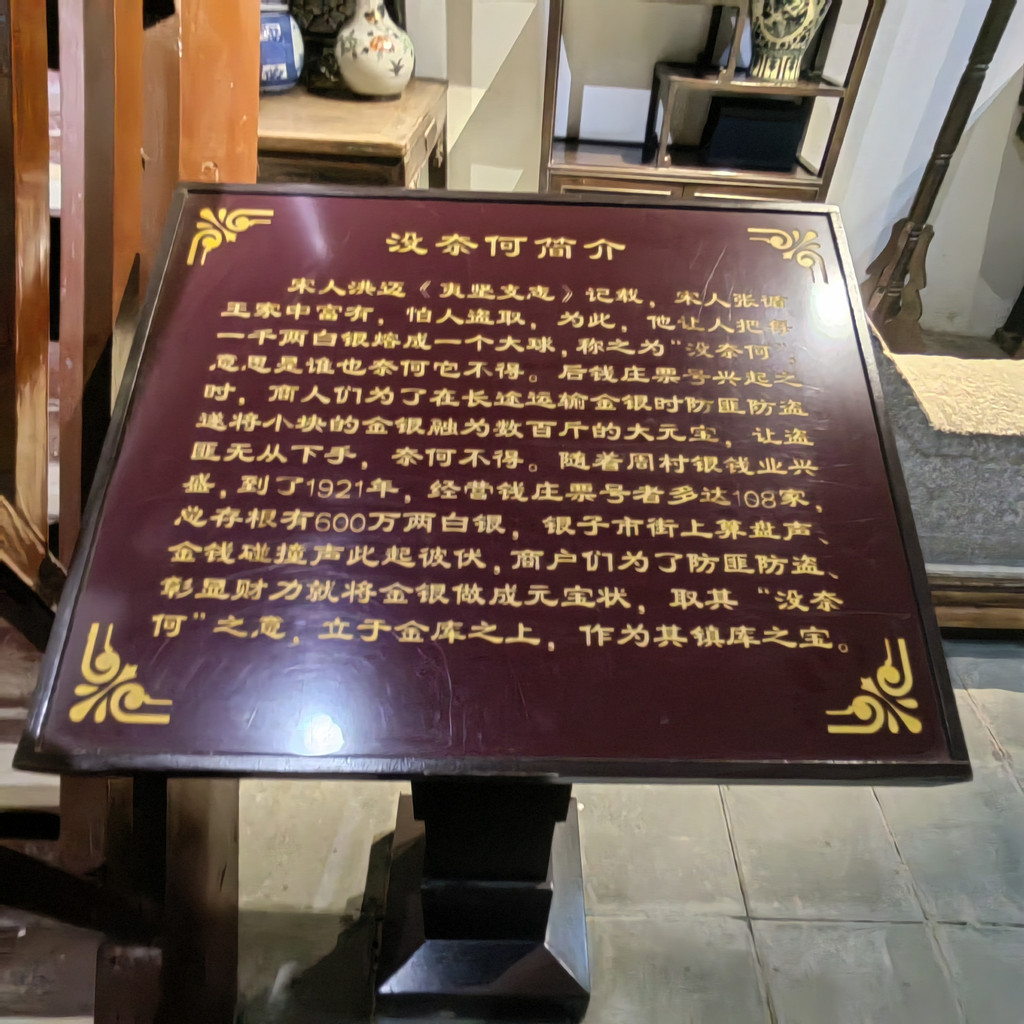 没奈何简介
宋人洪迈《夷坚支志》记载，宋人张循
王家中富有，怕人盗取，为此，他让人把每
一千两白银熔成一个大球，称之为“没奈何”，
意思是谁也奈何它不得。后钱庄票号兴起之
时，商人们为了在长途运输金银时防匪防盗
遂将小块的金银融为数百斤的大元宝，让盗
匪无从下手，奈何不得。随着周村银钱业兴
盛，到了1921年，经营钱庄票号者多达108家，
总存根有600万两白银，银子市街上算盘声、
金钱碰撞声此起彼伏，商户们为了防匪防盗、
彰显财力就将金银做成元宝状，取其“没奈
何”之意，立于金库之上，作为其镇库之宝。